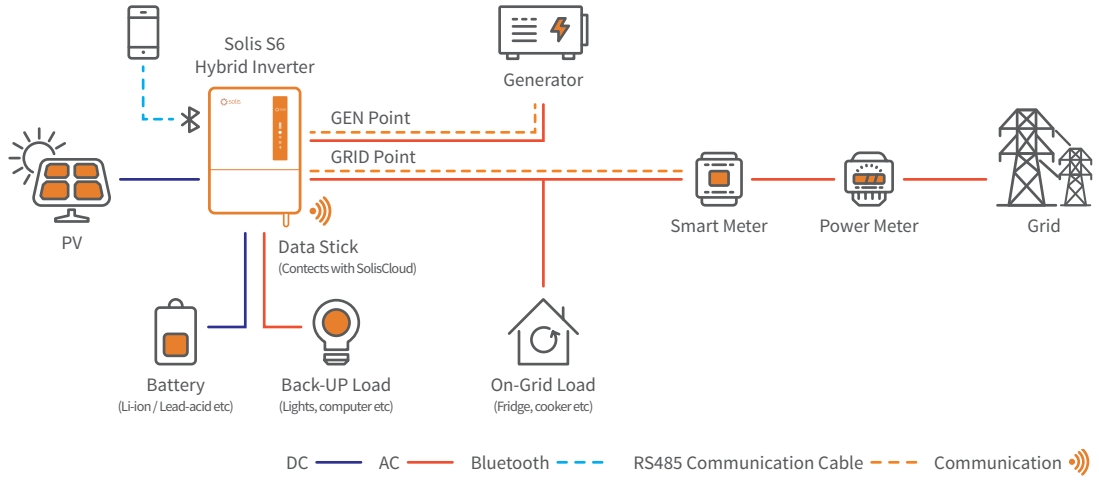 Solis S6
Hybrid Inverter
solis
Generator
GEN Point
GRID Point
PV
Data Stick
(Contects with SolisCloud)
Smart Meter
Power Meter
Grid
Battery
(Li-ion / Lead-acid etc)
Back-UP Load
(Lights, computer etc)
On-Grid Load
(Fridge, cooker etc)
DC
AC
Bluetooth
RS485 Communication Cable
Communication